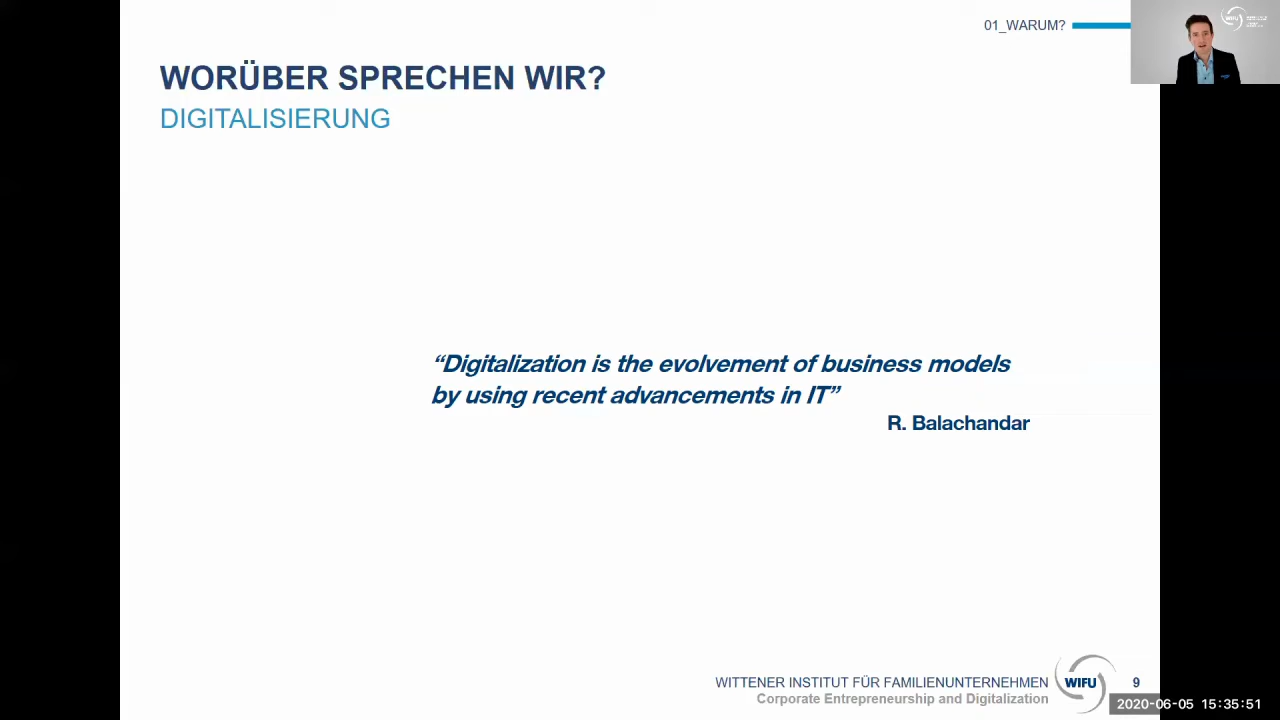 01_WARUM?
WORÜBER SPRECHEN WIR?
DIGITALISIERUNG
“Digitalization is the evolvement of business models
by using recent advancements in IT”
R. Balachandar
WITTENER INSTITUT FÜR FAMILIENUNTERNEHMEN
Corporate Entrepreneurship and Digitalization
WIFU
9
2020-06-05 15:35:51